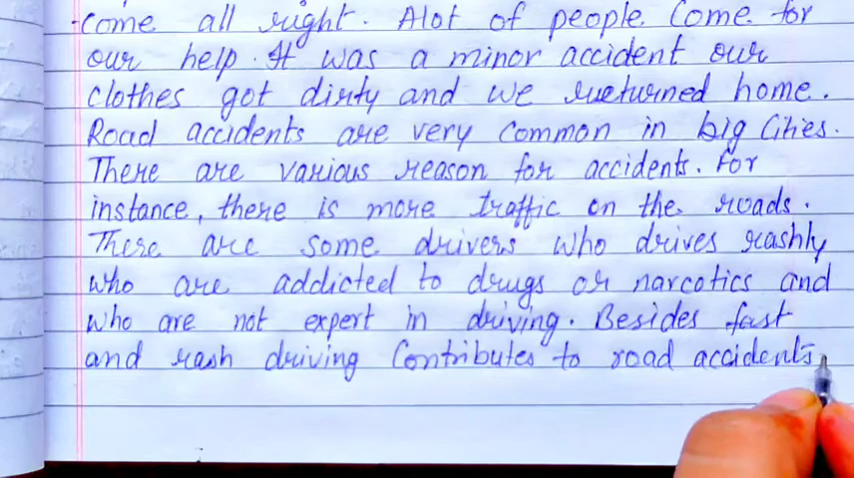 come all right. Alot of people Come for
our help. It was a minor accident our
clothes got dirty and we returned home.
Road accidents are very common in big Cities.
There are various reason for accidents. For
instance, there is more traffic on the roads.
There are some drivers who drives rashly
who are addicted to drugs or narcotics and
who are not expert in driving. Besides fast
and rash driving Contributes to road accidents